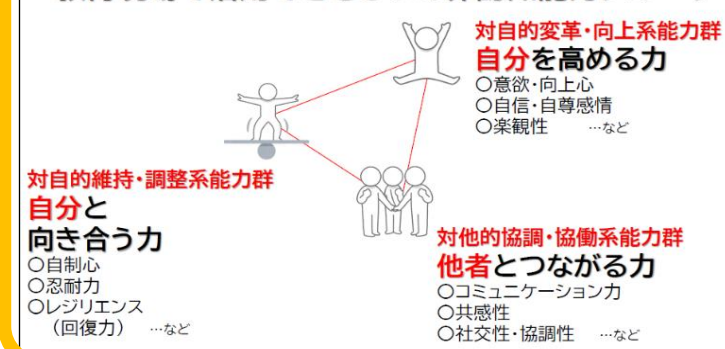 対自的変革・向上系能力群
自分を高める力
○意欲・向上心
○自信・自尊感情
○楽観性 …など
対自的維持・調整系能力群
自分と
向き合う力
○自制心
○忍耐力
○レジリエンス
（回復力） …など
対他的協調・協働系能力群
他者とつながる力
○コミュニケーション力
○共感性
○社交性・協調性 …など